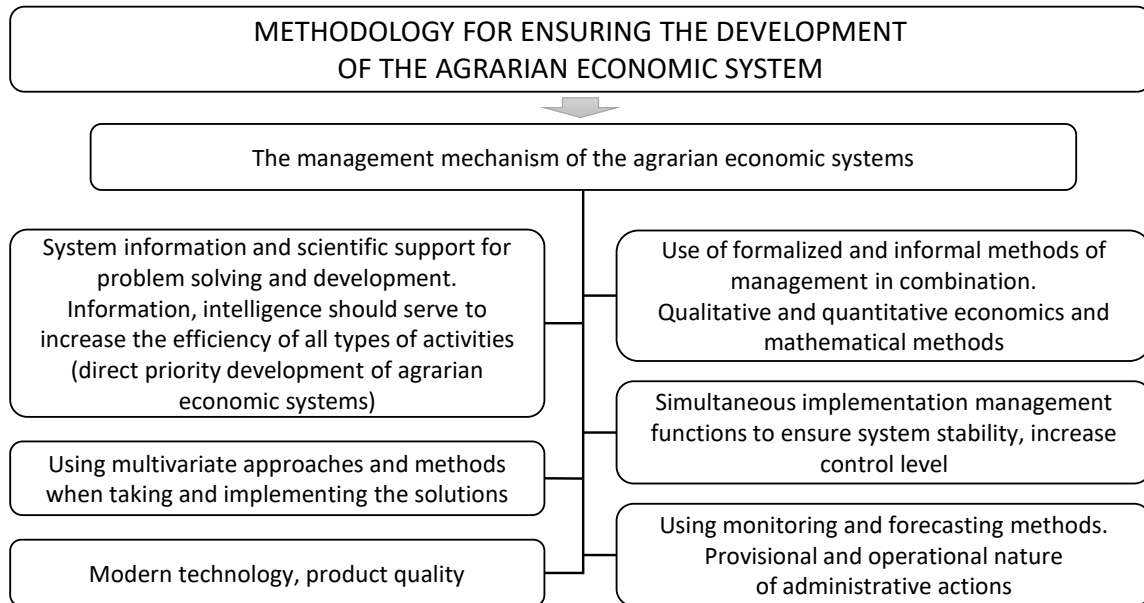 METHODOLOGY FOR ENSURING THE DEVELOPMENT
OF THE AGRARIAN ECONOMIC SYSTEM
The management mechanism of the agrarian economic systems
System information and scientific support for
problem solving and development.
Information, intelligence should serve to
increase the efficiency of all types of activities
(direct priority development of agrarian
economic systems)
Using multivariate approaches and methods
when taking and implementing the solutions
Modern technology, product quality
Use of formalized and informal methods of
management in combination.
Qualitative and quantitative economics and
mathematical methods
Simultaneous implementation management
functions to ensure system stability, increase
control level
Using monitoring and forecasting methods.
Provisional and operational nature
of administrative actions